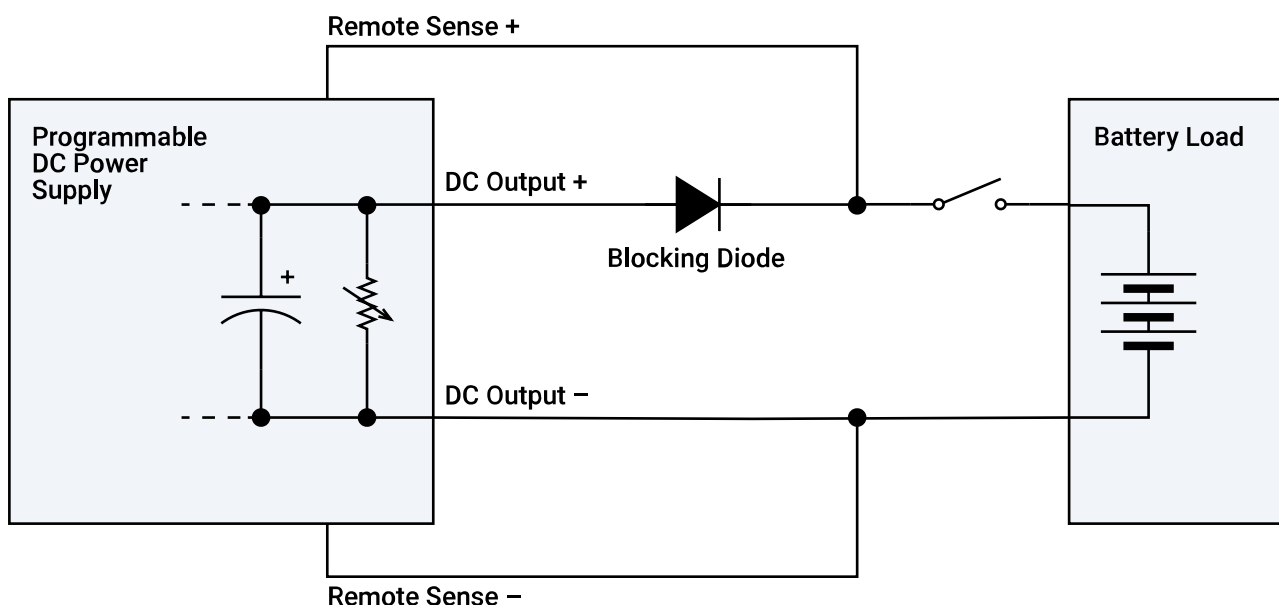 Remote Sense +
Programmable
DC Power
Supply
DC Output +
Blocking Diode
Battery Load
+
DC Output –
Remote Sense –